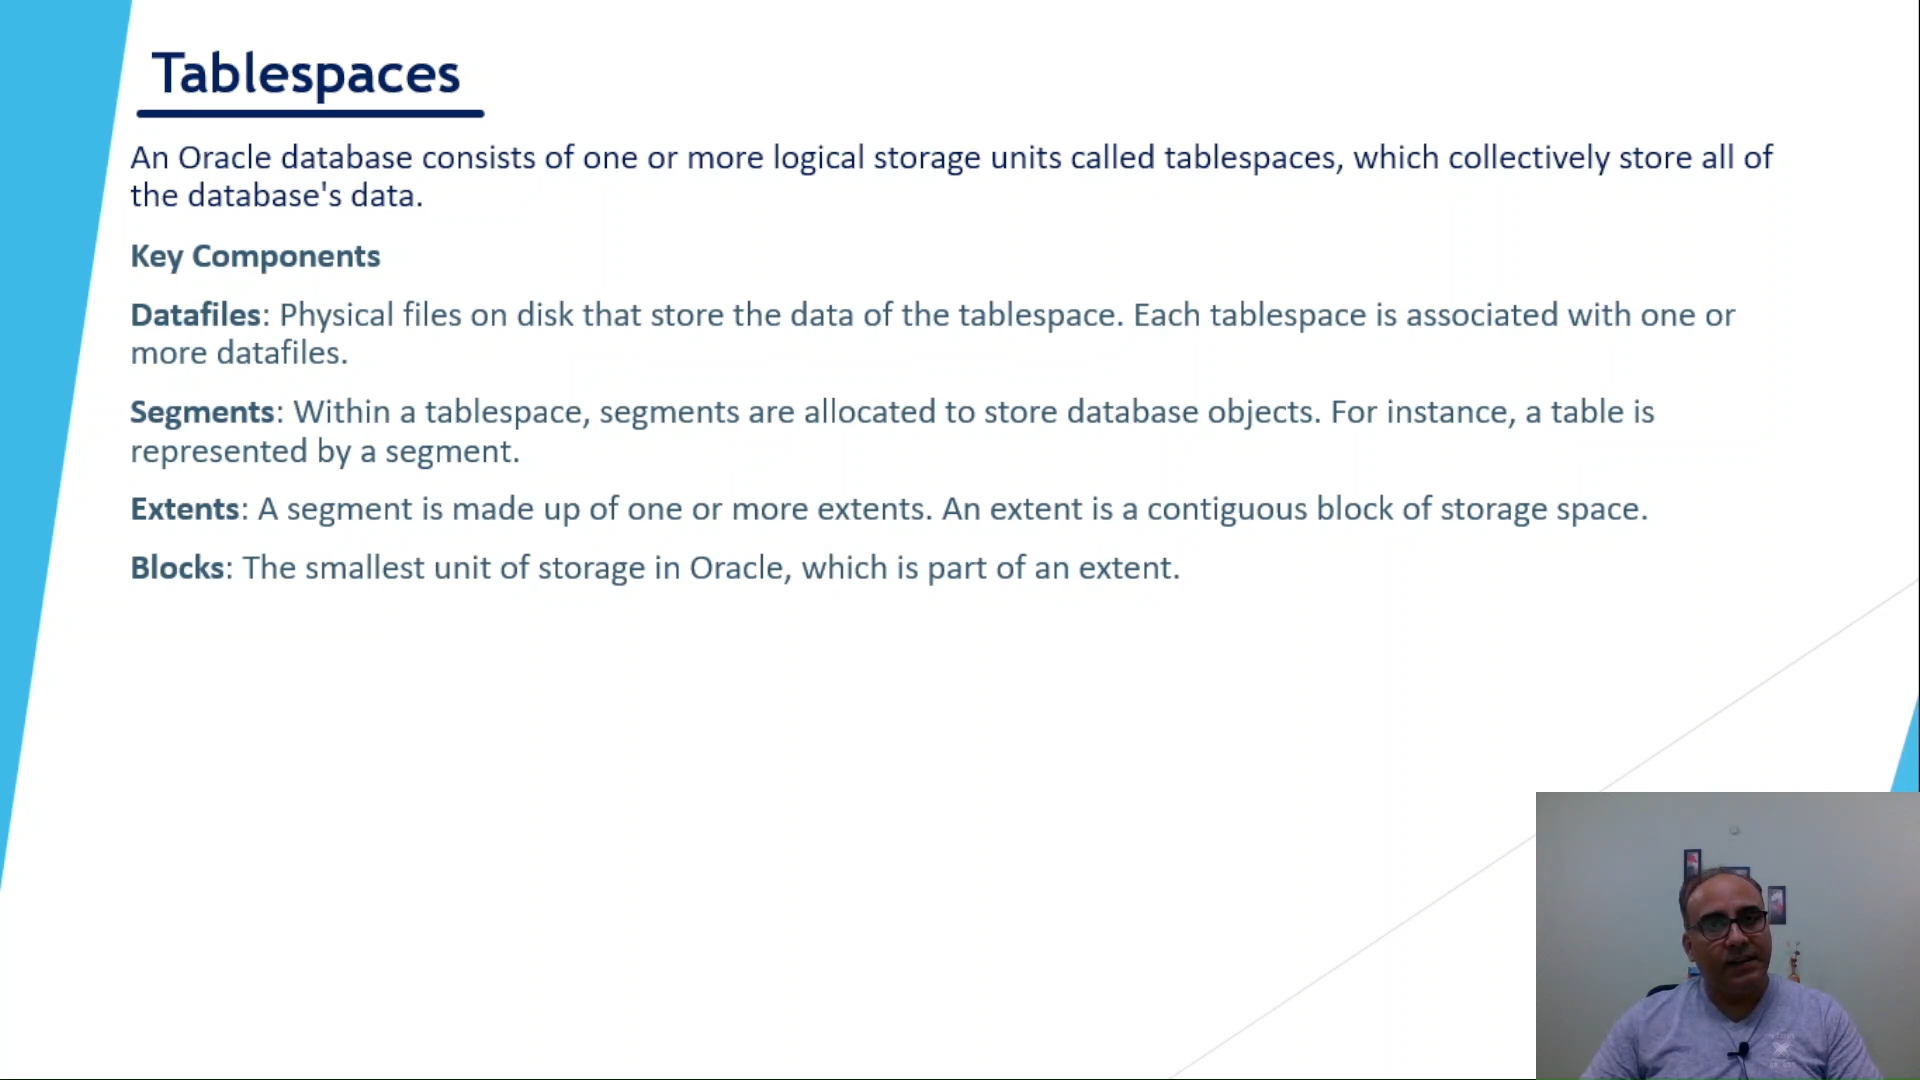 Tablespaces
An Oracle database consists of one or more logical storage units called tablespaces, which collectively store all of
the database's data.
Key Components
Datafiles: Physical files on disk that store the data of the tablespace. Each tablespace is associated with one or
more datafiles.
Segments: Within a tablespace, segments are allocated to store database objects. For instance, a table is
represented by a segment.
Extents: A segment is made up of one or more extents. An extent is a contiguous block of storage space.
Blocks: The smallest unit of storage in Oracle, which is part of an extent.